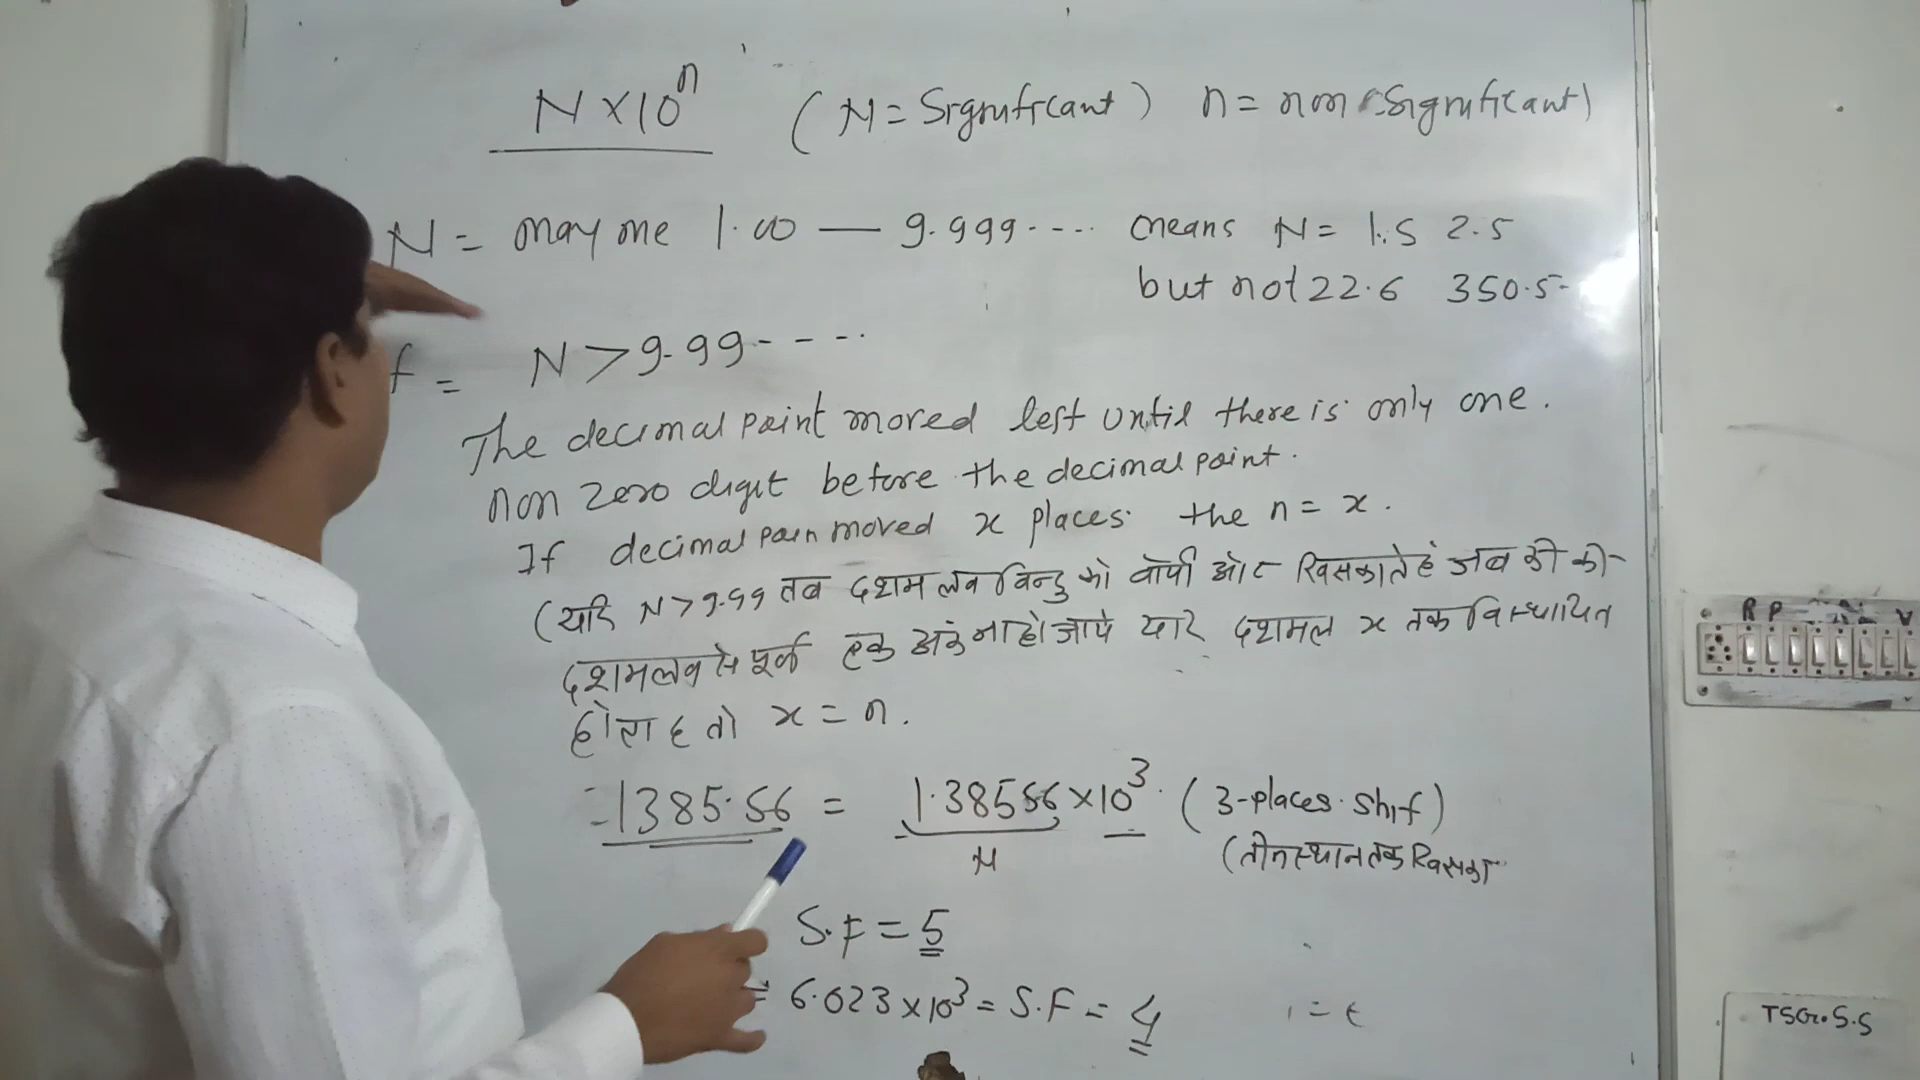 N×10ⁿ (N = Significant) n = non Significant)
N = may me 1.00 — 9.999.... means N = 1.5 2.5
but not 22.6 350.5
f = N > 9.99----
The decimal point moved left until there is only one.
non zero digit before the decimal point.
If decimal pain moved x places. the n = x.
(यदि N > 9.99 तब दशमलव बिन्दु को बांयी ओर खिसकाते हैं जब की की-
दशमलव से पूर्व एक अंक ना हो जाये यदि दशमल x तक विस्थापित
होता है तो x = n.
=1385.56 = 1.38556×10³ (3-places. shif)
N (तीन स्थान तक खिसका
S.F = 5
= 6.023×10³ = S.F = 4
R P
TSGr.S.S